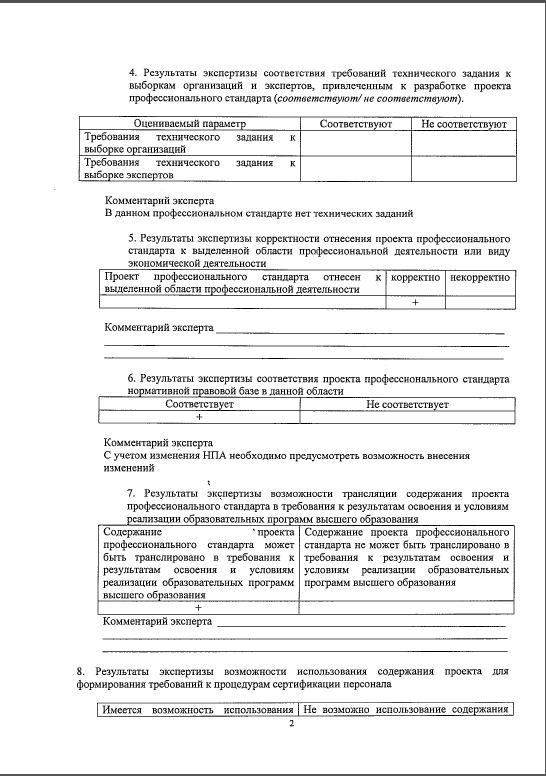 4. Результаты экспертизы соответствия требований технического задания к
выборкам организаций и экспертов, привлеченным к разработке проекта
профессионального стандарта (соответствуют/ не соответствуют).
Оцениваемый параметр Соответствуют Не соответствуют
Требования технического задания к
выборке организаций
Требования технического задания к
выборке экспертов
Комментарий эксперта
В данном профессиональном стандарте нет технических заданий
5. Результаты экспертизы корректности отнесения проекта профессионального
стандарта к выделенной области профессиональной деятельности или виду
экономической деятельности
Проект профессионального стандарта отнесен к корректно некорректно
выделенной области профессиональной деятельности
+
Комментарий эксперта
6. Результаты экспертизы соответствия проекта профессионального стандарта
нормативной правовой базе в данной области
Соответствует Не соответствует
+
Комментарий эксперта
С учетом изменения НПА необходимо предусмотреть возможность внесения
изменений
7. Результаты экспертизы возможности трансляции содержания проекта
профессионального стандарта в требования к результатам освоения и условиям
реализации образовательных программ высшего образования
Содержание проекта
профессионального стандарта может
быть транслировано в требования к
результатам освоения и условиям
реализации образовательных программ
высшего образования
Содержание проекта профессионального
стандарта не может быть транслировано в
требования к результатам освоения и
условиям реализации образовательных
программ высшего образования
+
Комментарий эксперта
8. Результаты экспертизы возможности использования содержания проекта для
формирования требований к процедурам сертификации персонала
Имеется возможность использования Не возможно использование содержания
2